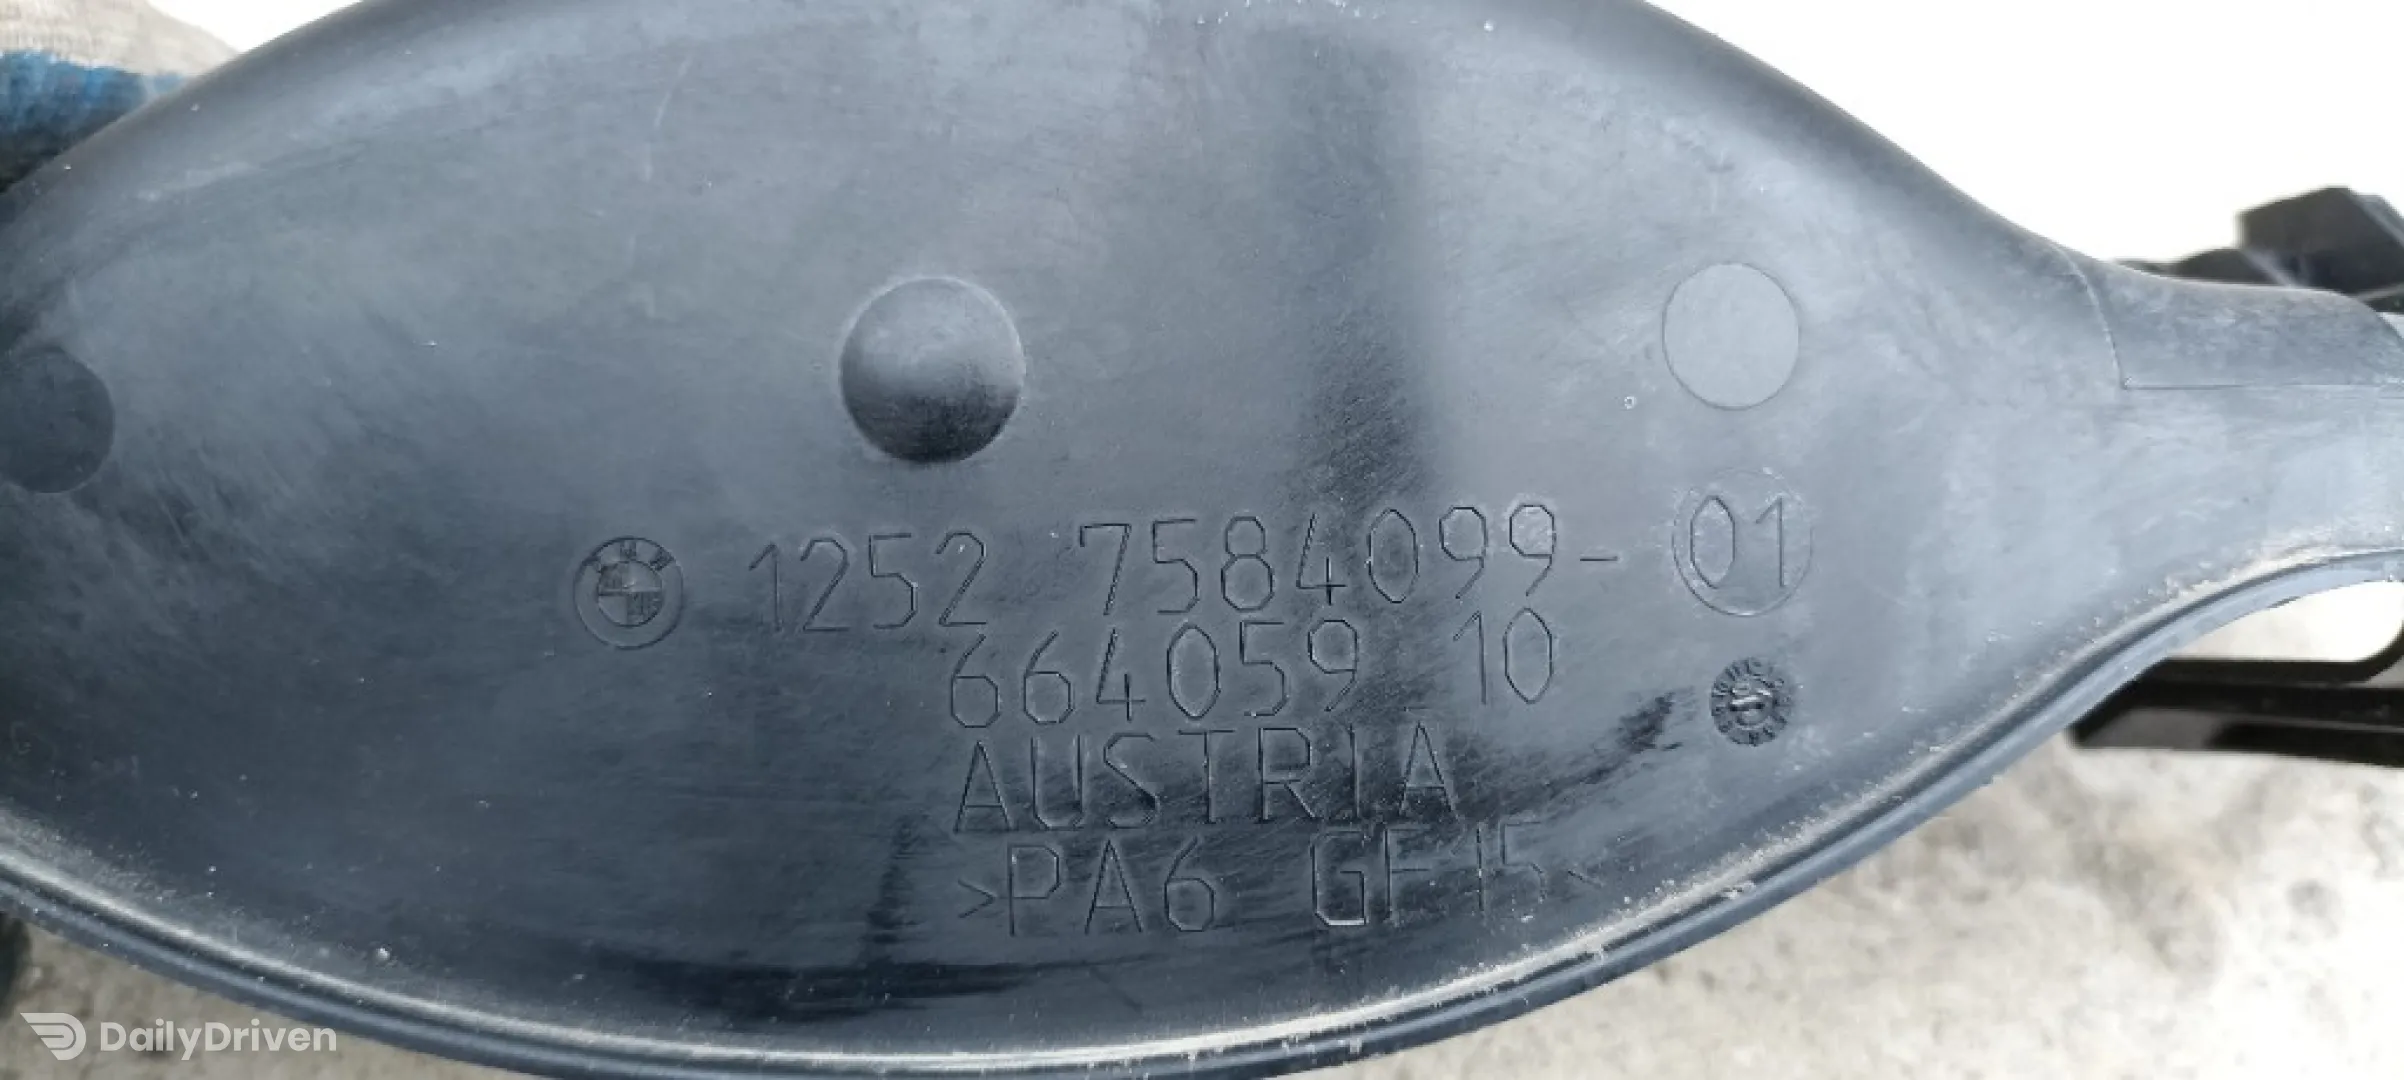 1252 7584099-01
664059 10
AUSTRIA
>PA6 GF15<
DailyDriven